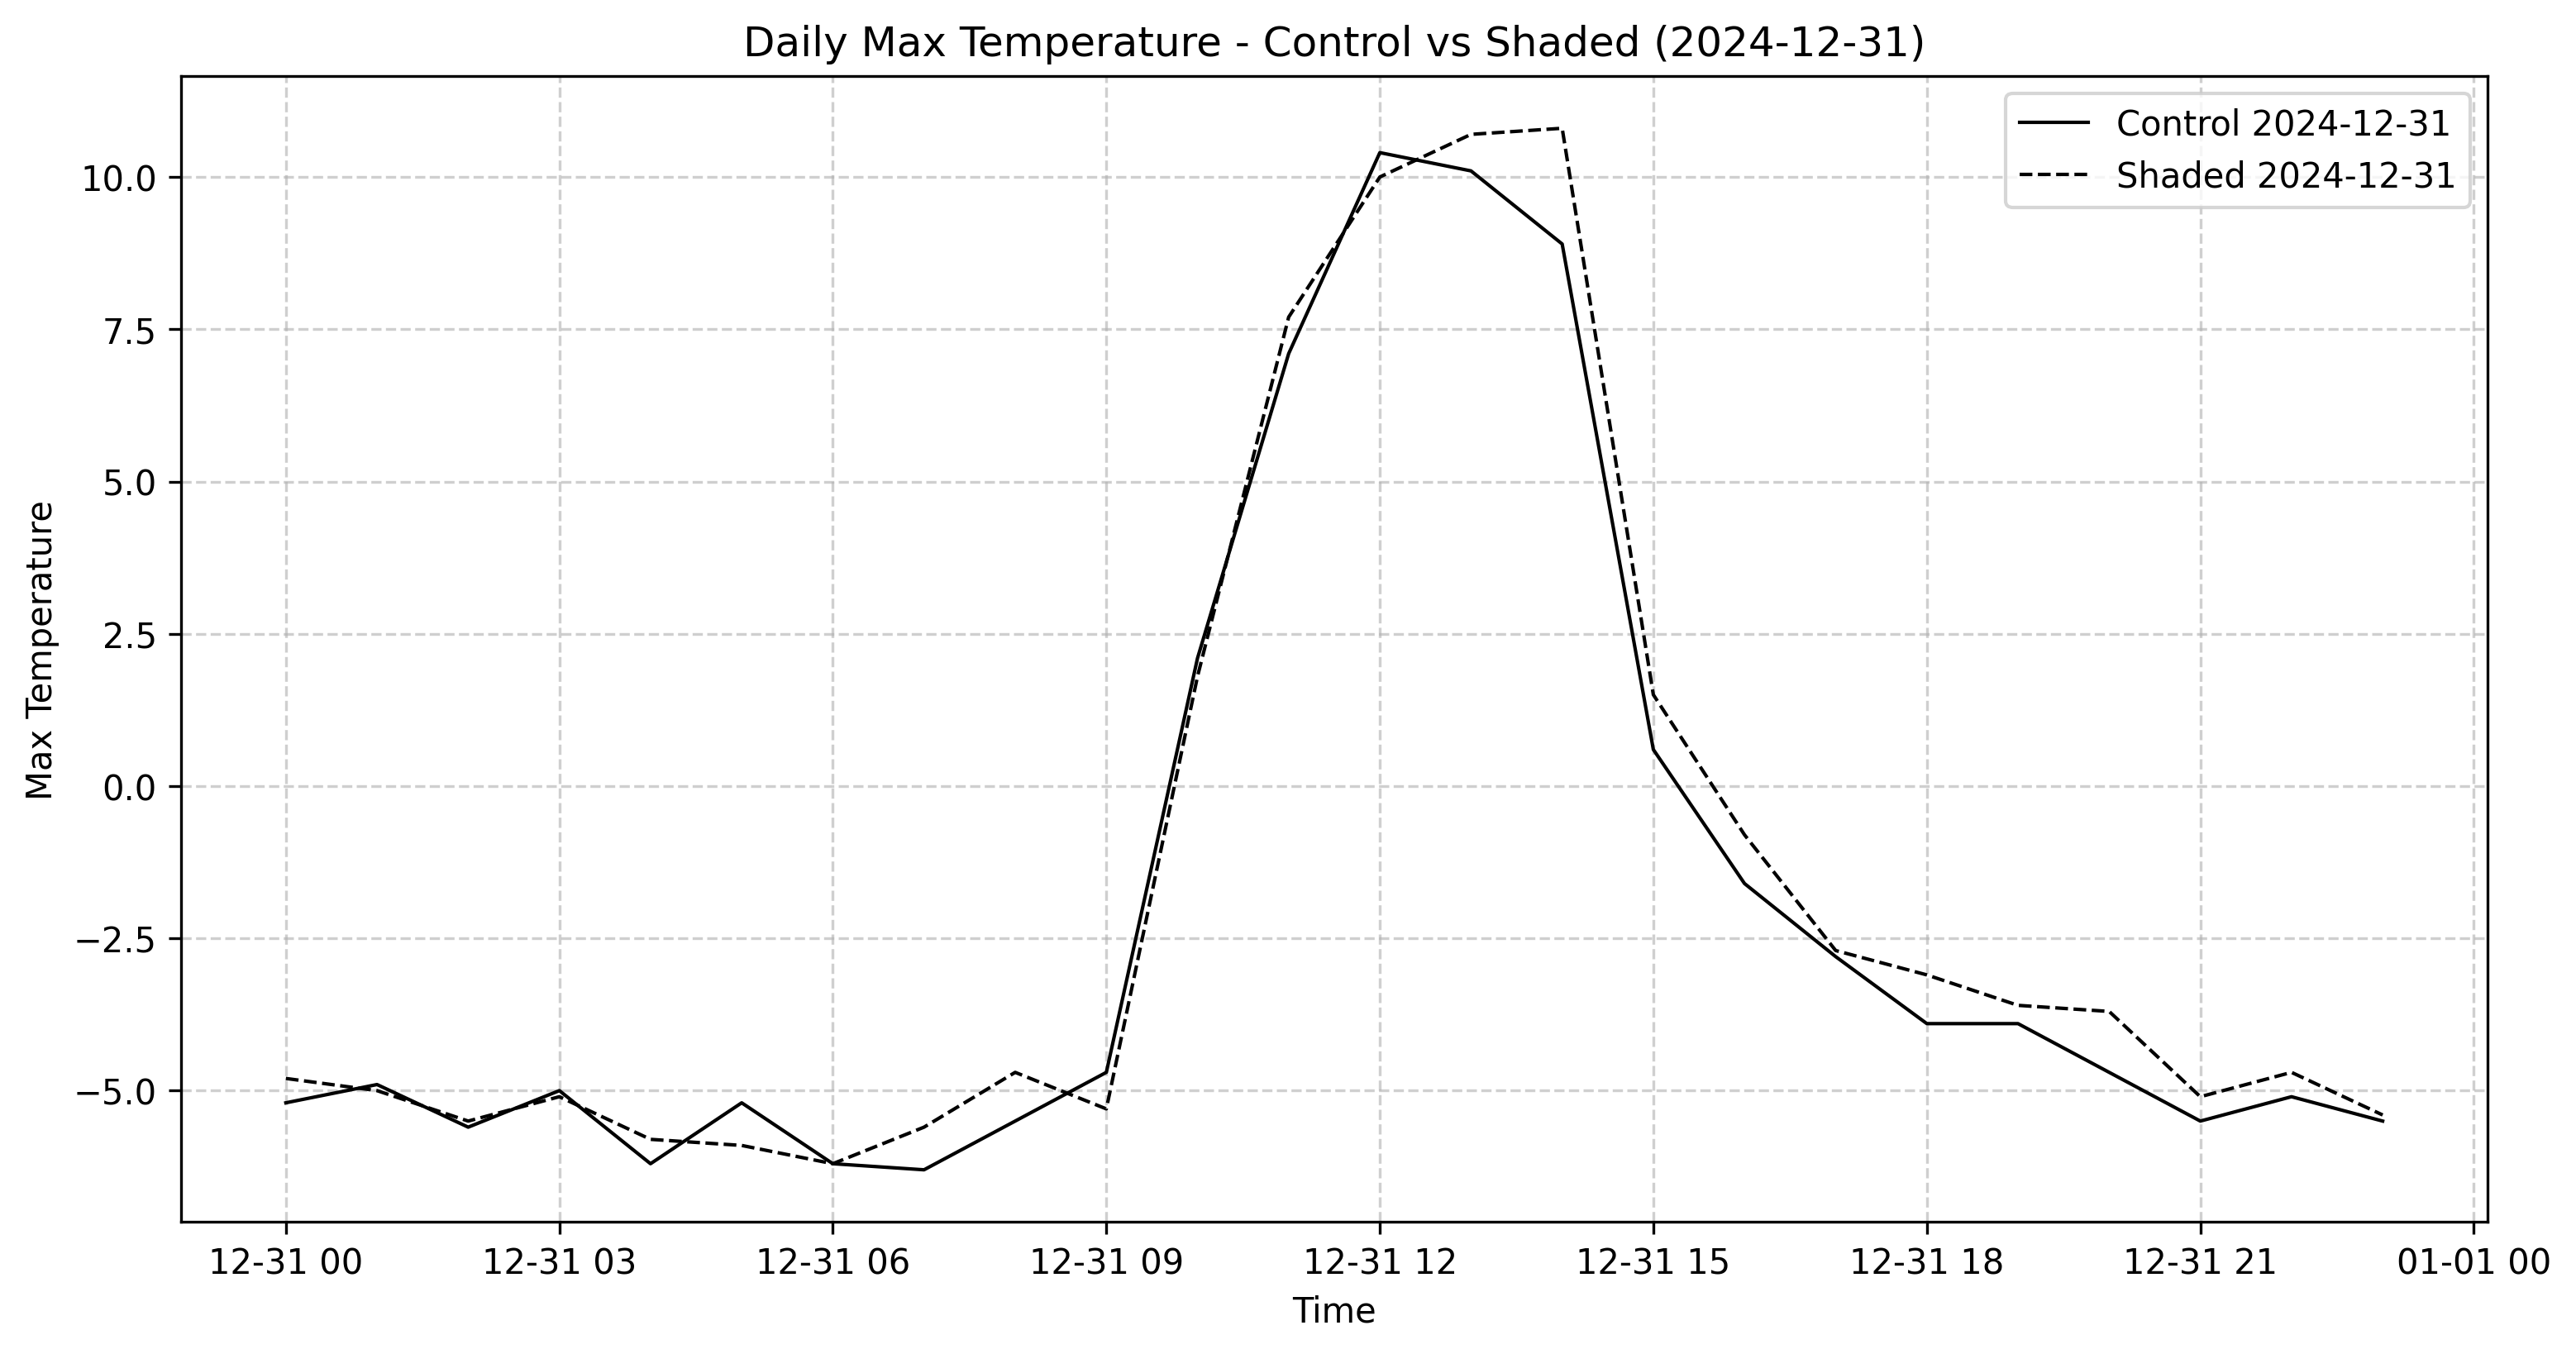 Daily Max Temperature - Control vs Shaded (2024-12-31)
Control 2024-12-31
Shaded 2024-12-31
Max Temperature
10.0
7.5
5.0
2.5
0.0
−2.5
−5.0
12-31 00 12-31 03 12-31 06 12-31 09 12-31 12 12-31 15 12-31 18 12-31 21 01-01 00
Time